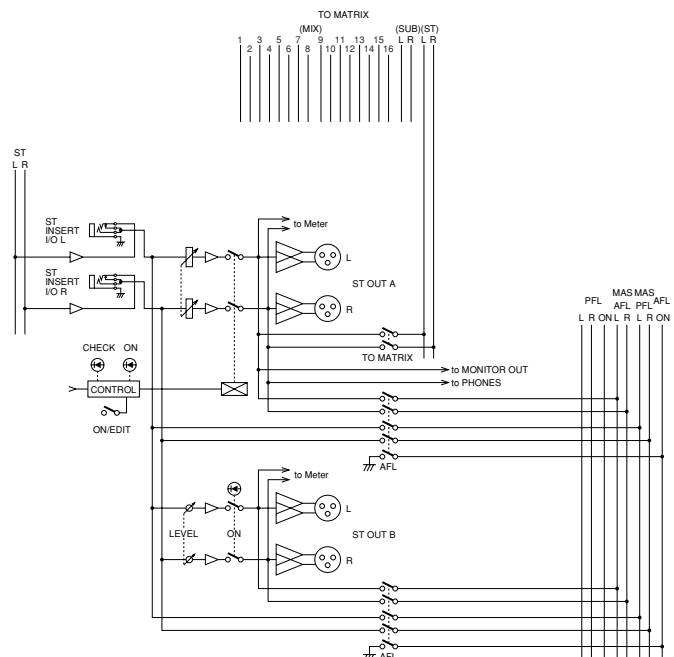 TO MATRIX
(MIX) (SUB)(ST)
1 3 5 7 9 11 13 15 L R L R
2 4 6 8 10 12 14 16
ST
L R
ST
INSERT
I/O L
to Meter
L
ST OUT A
ST
INSERT
I/O R
R
MAS MAS
PFL AFL PFL AFL
L R ON L R L R ON
TO MATRIX
CHECK ON
to MONITOR OUT
to PHONES
CONTROL
ON/EDIT
AFL
to Meter
L
LEVEL ON
ST OUT B
R
AFL